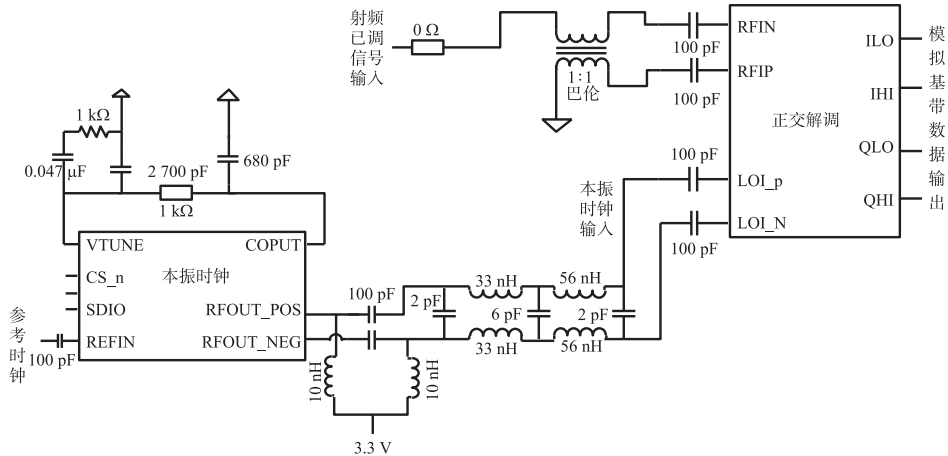 射频
已调
信号
输入
0 Ω
1∶1
巴伦
100 pF
100 pF
RFIN
RFIP
正交解调
ILO
IHI
QLO
QHI
模拟基带数据输出
100 pF
LOI_p
100 pF
LOI_N
本振
时钟
输入
1 kΩ
0.047 μF
2 700 pF
1 kΩ
680 pF
VTUNE
COPUT
本振时钟
CS_n
SDIO
REFIN
RFOUT_POS
RFOUT_NEG
参考时钟
100 pF
100 pF
2 pF
33 nH
56 nH
6 pF
2 pF
33 nH
56 nH
10 nH
10 nH
3.3 V